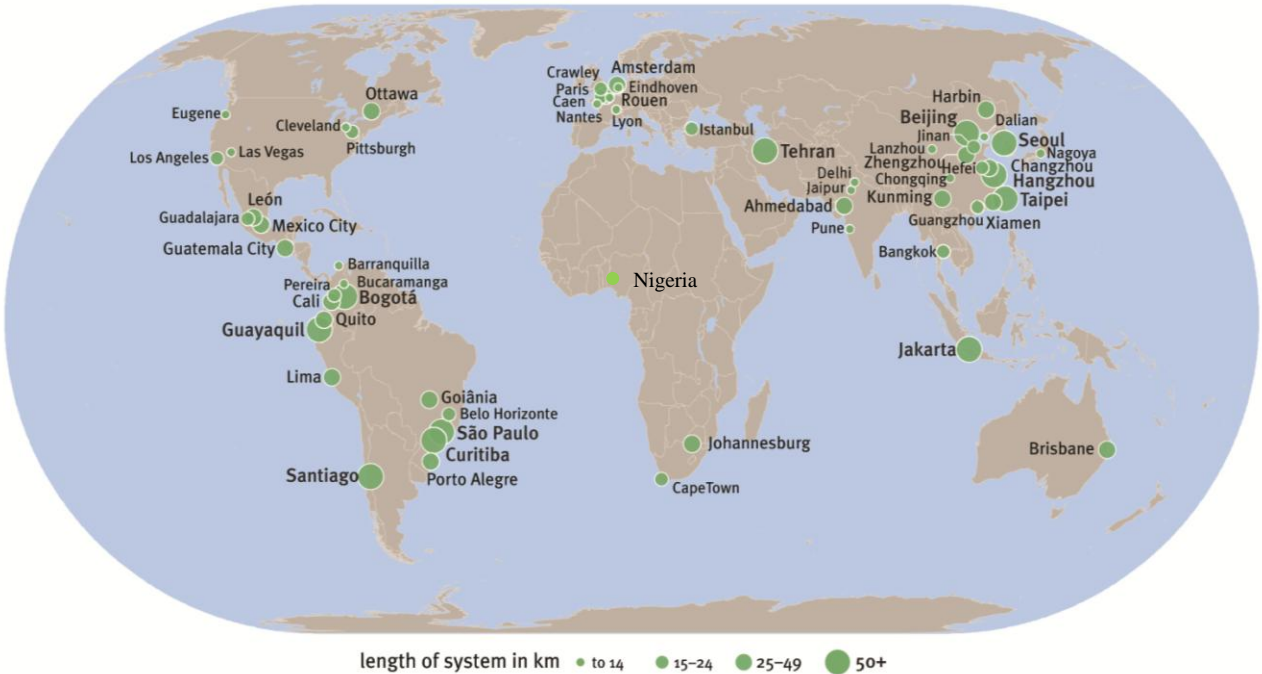 Ottawa
Eugene
Cleveland
Pittsburgh
Las Vegas
Los Angeles
León
Guadalajara
Mexico City
Guatemala City
Barranquilla
Bucaramanga
Pereira
Bogotá
Cali
Quito
Guayaquil
Lima
Goiânia
Belo Horizonte
São Paulo
Curitiba
Porto Alegre
Santiago
Crawley
Amsterdam
Paris
Eindhoven
Caen
Rouen
Nantes
Lyon
Istanbul
Tehran
Nigeria
Johannesburg
CapeTown
Delhi
Jaipur
Ahmedabad
Pune
Harbin
Beijing
Dalian
Jinan
Seoul
Lanzhou
Nagoya
Zhengzhou
Hefei
Changzhou
Chongqing
Hangzhou
Kunming
Taipei
Guangzhou
Xiamen
Bangkok
Jakarta
Brisbane
length of system in km to 14 15–24 25–49 50+